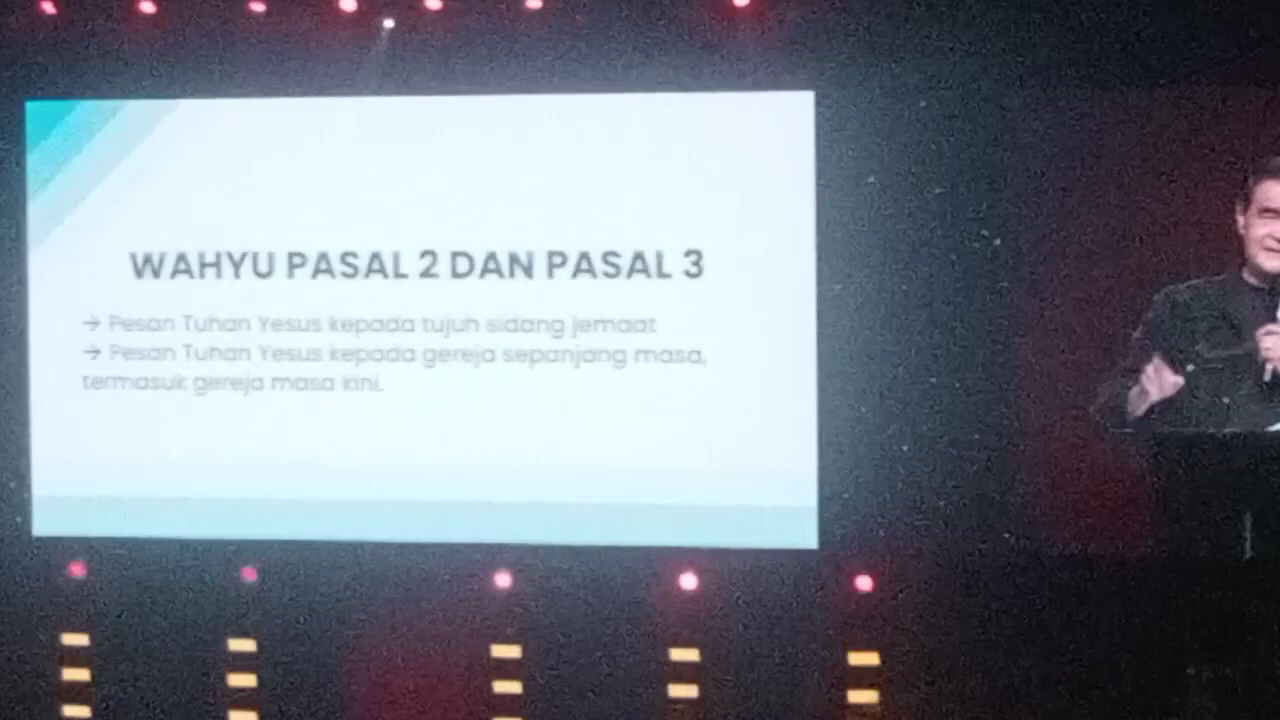 WAHYU PASAL 2 DAN PASAL 3
→ Pesan Tuhan Yesus kepada tujuh sidang jemaat
→ Pesan Tuhan Yesus kepada gereja sepanjang masa,
termasuk gereja masa kini.